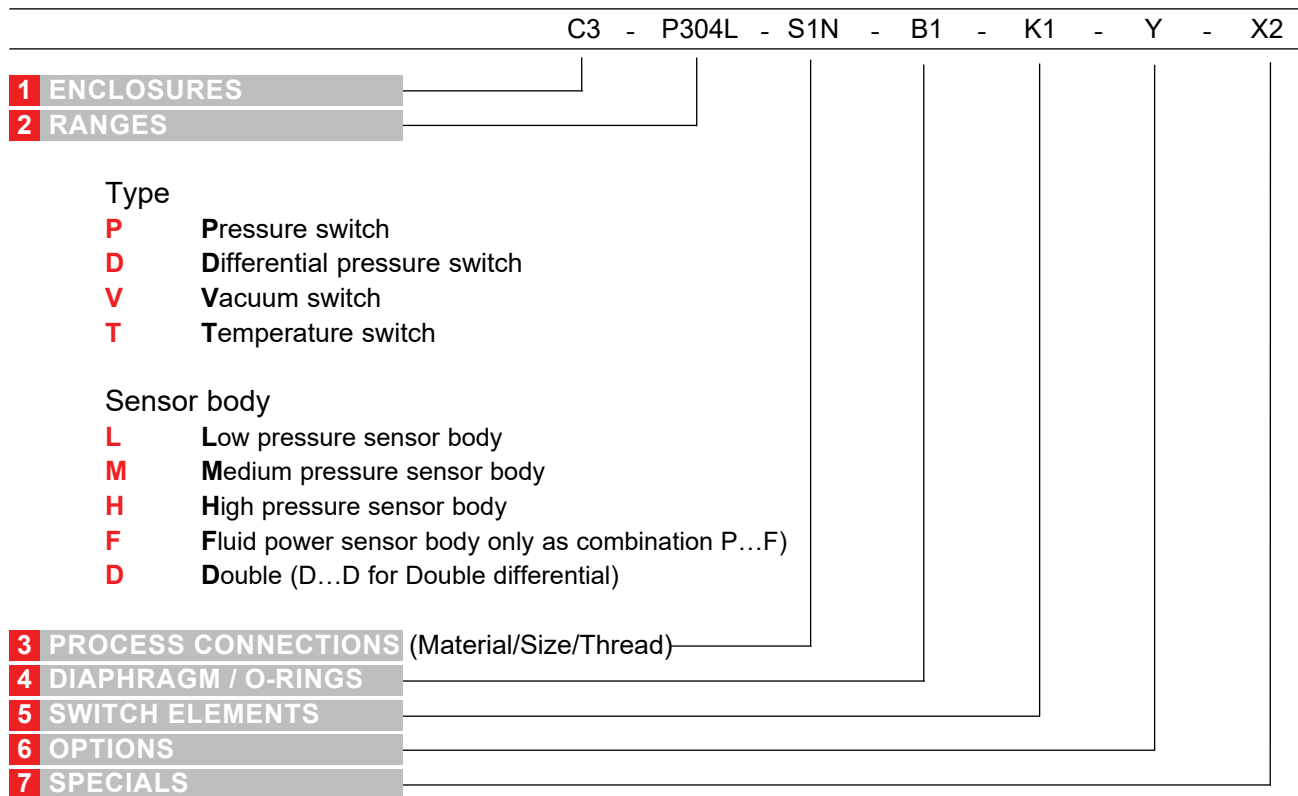 C3 - P304L - S1N - B1 - K1 - Y - X2
1 ENCLOSURES
2 RANGES
Type
P Pressure switch
D Differential pressure switch
V Vacuum switch
T Temperature switch
Sensor body
L Low pressure sensor body
M Medium pressure sensor body
H High pressure sensor body
F Fluid power sensor body only as combination P…F)
D Double (D…D for Double differential)
3 PROCESS CONNECTIONS (Material/Size/Thread)
4 DIAPHRAGM / O-RINGS
5 SWITCH ELEMENTS
6 OPTIONS
7 SPECIALS